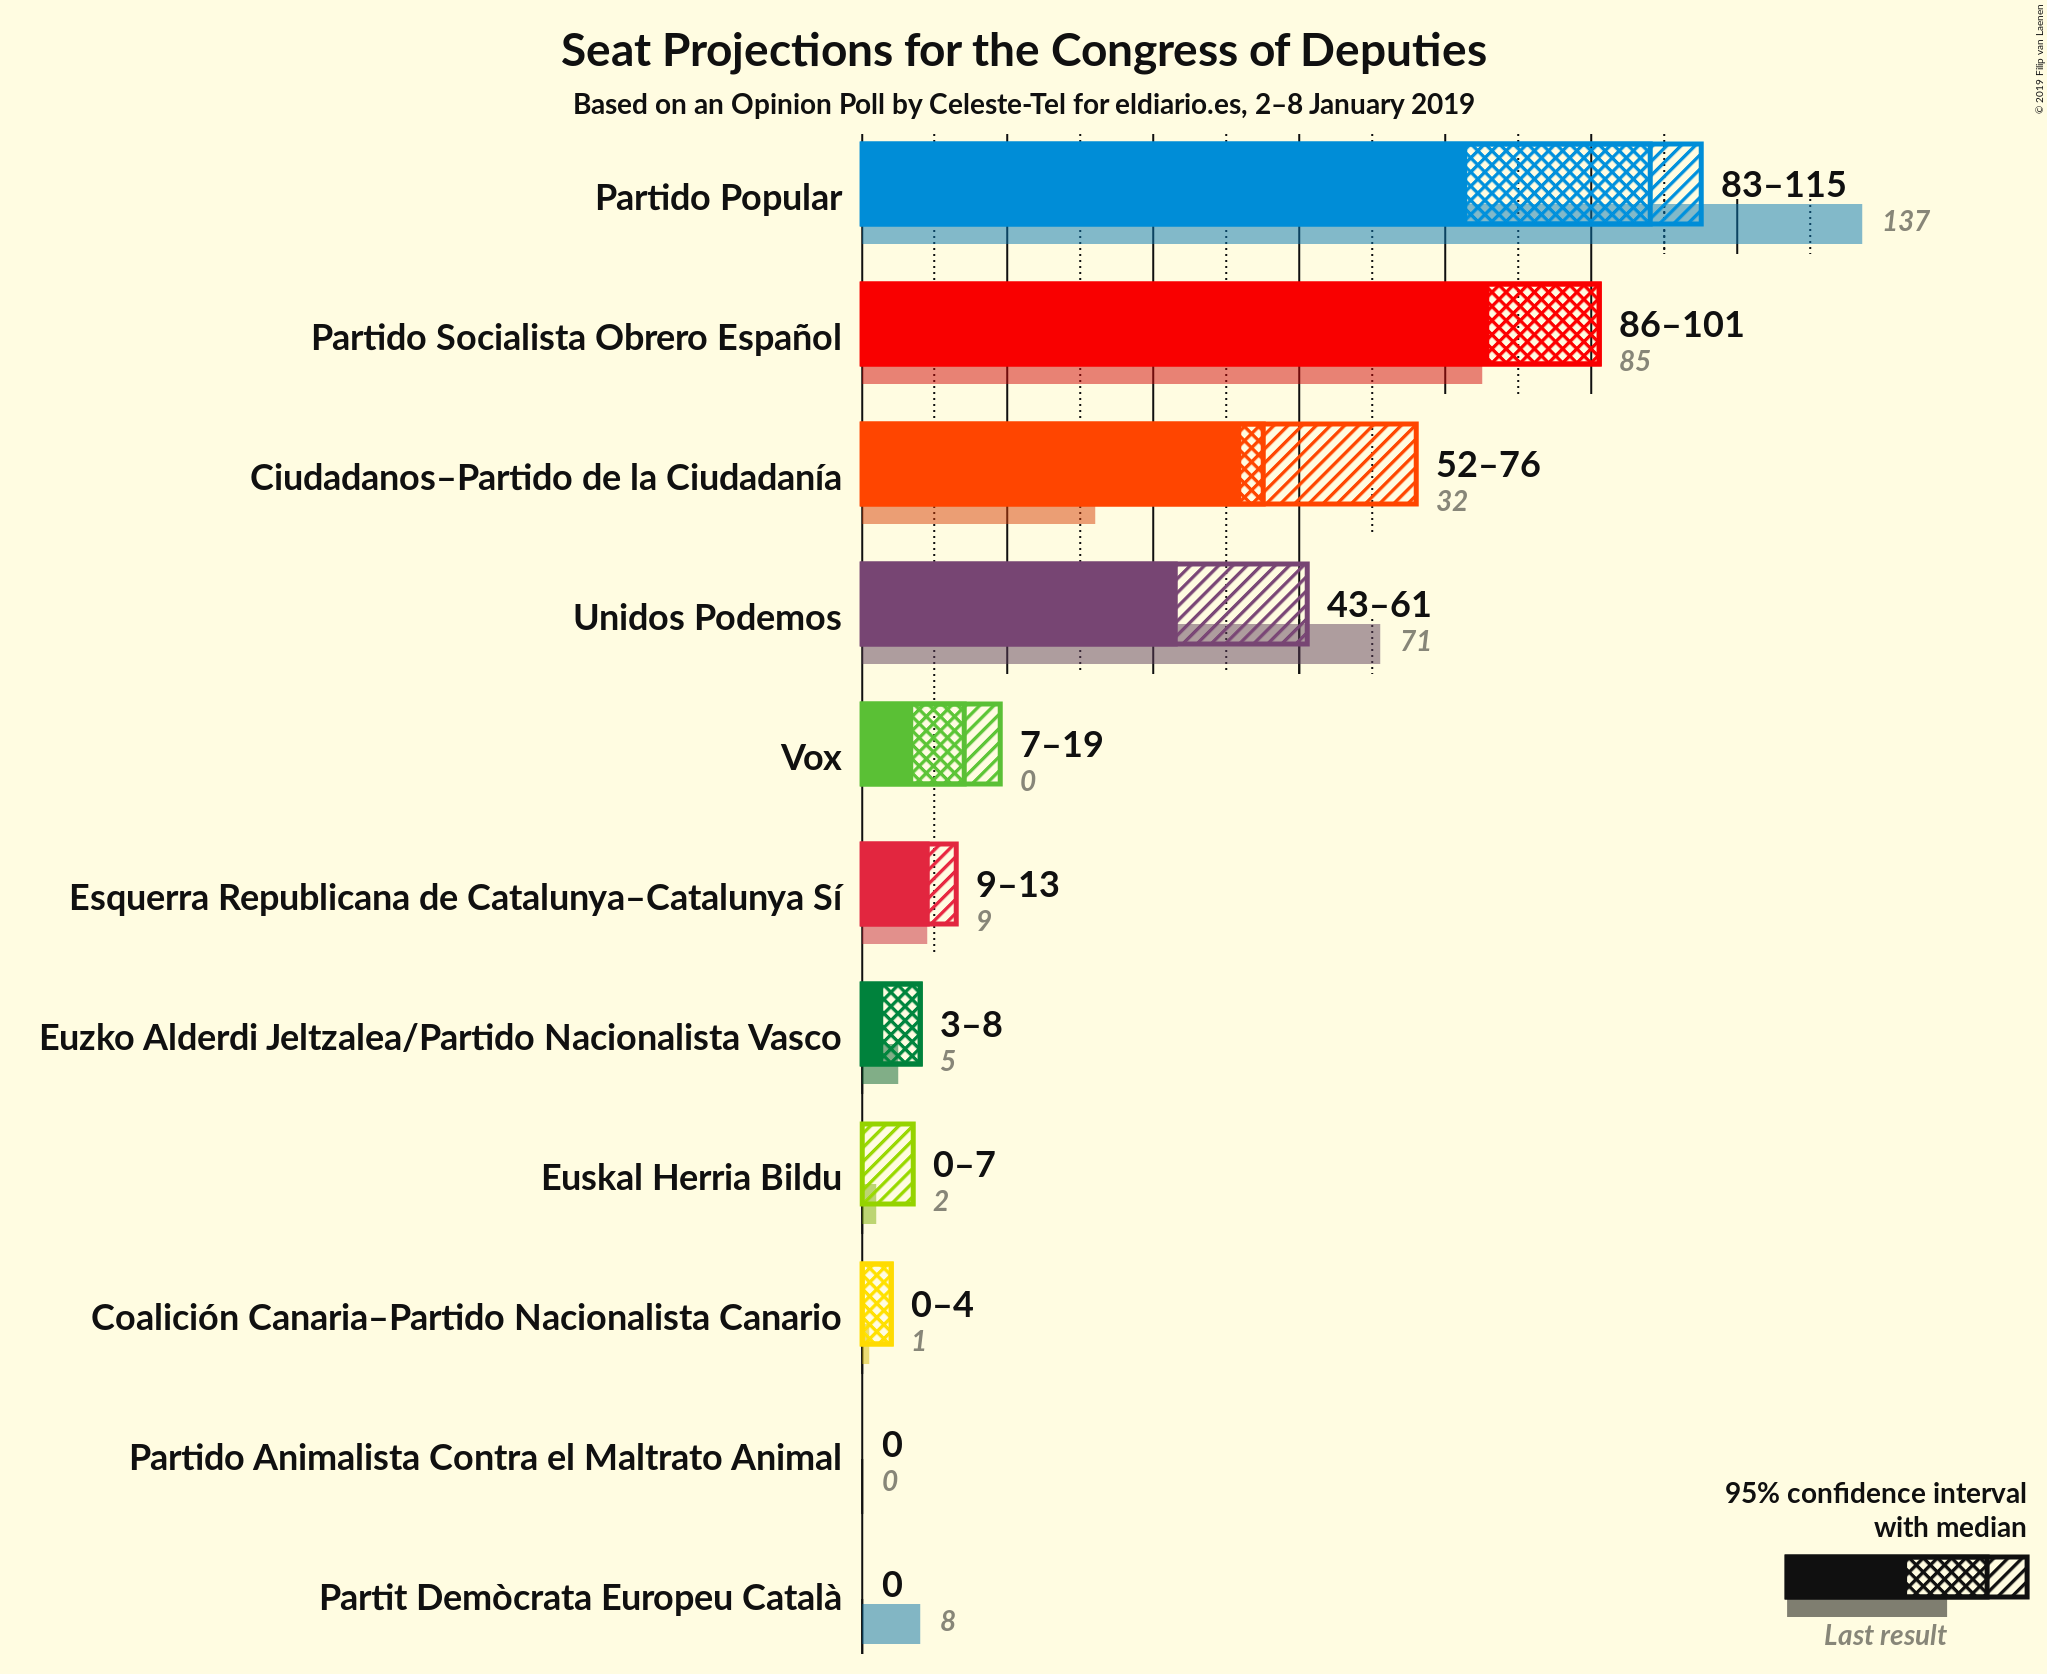 Seat Projections for the Congress of Deputies
Based on an Opinion Poll by Celeste-Tel for eldiario.es, 2–8 January 2019
© 2019 Filip van Laenen
Partido Popular
83–115
137
Partido Socialista Obrero Español
86–101
85
Ciudadanos–Partido de la Ciudadanía
52–76
32
Unidos Podemos
43–61
71
Vox
7–19
0
Esquerra Republicana de Catalunya–Catalunya Sí
9–13
9
Euzko Alderdi Jeltzalea/Partido Nacionalista Vasco
3–8
5
Euskal Herria Bildu
0–7
2
Coalición Canaria–Partido Nacionalista Canario
0–4
1
Partido Animalista Contra el Maltrato Animal
0
0
Partit Demòcrata Europeu Català
0
8
95% confidence interval
with median
Last result